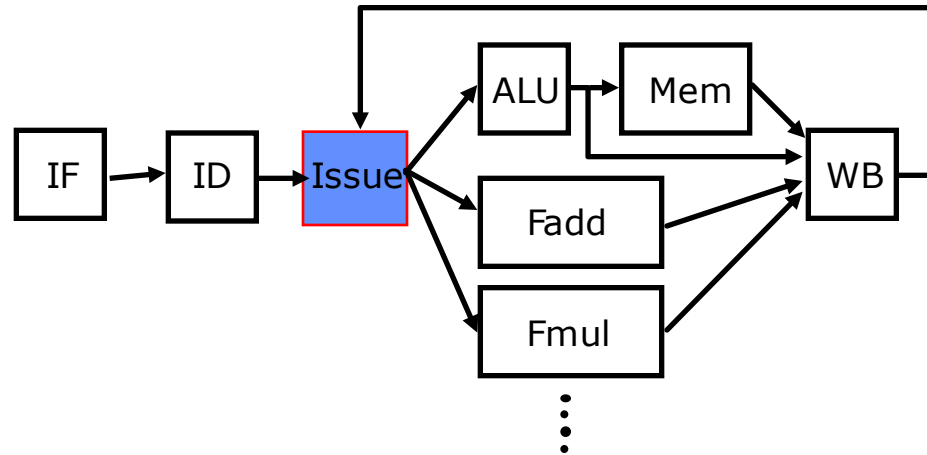 IF
ID
Issue
ALU
Mem
Fadd
Fmul
WB